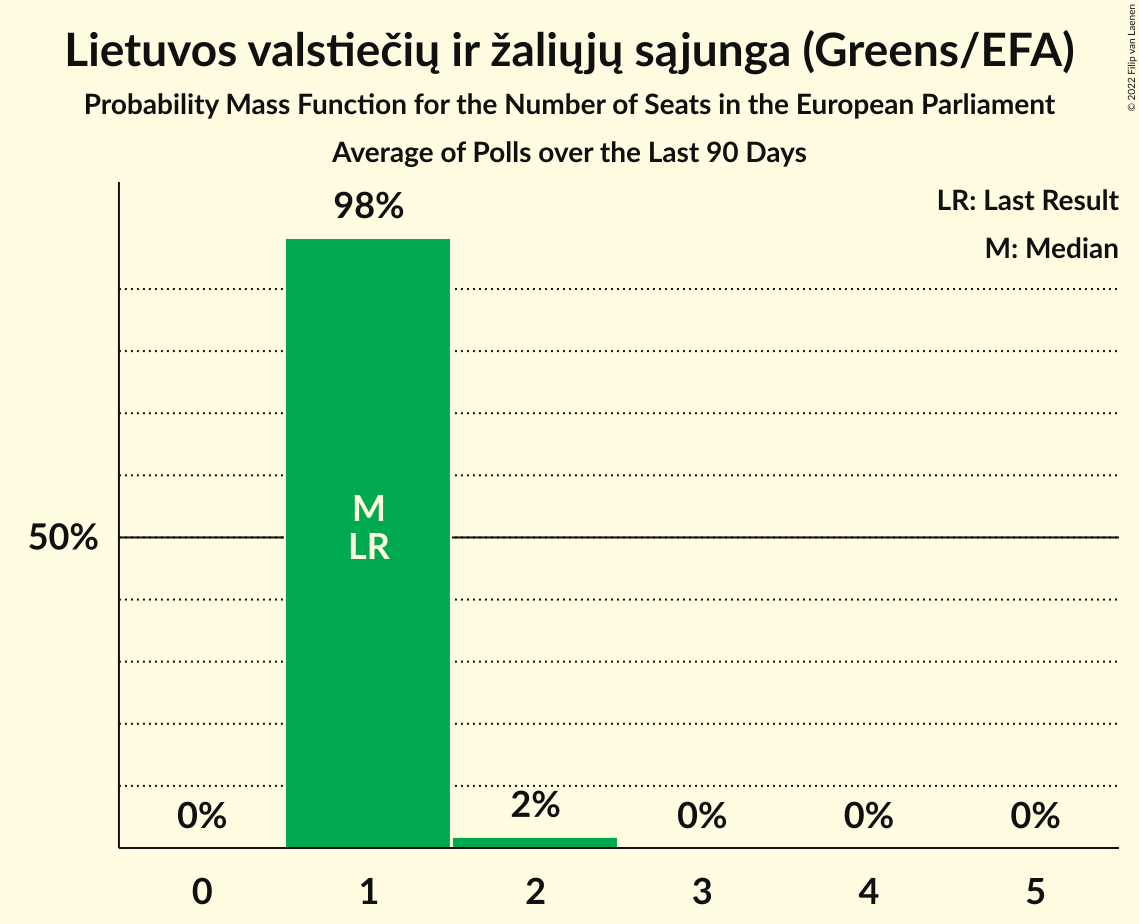 Lietuvos valstiečių ir žaliųjų sąjunga (Greens/EFA)
Probability Mass Function for the Number of Seats in the European Parliament
Average of Polls over the Last 90 Days
© 2022 Filip van Laenen
LR: Last Result
M: Median
98%
M
LR
50%
0%
2%
0%
0%
0%
0
1
2
3
4
5